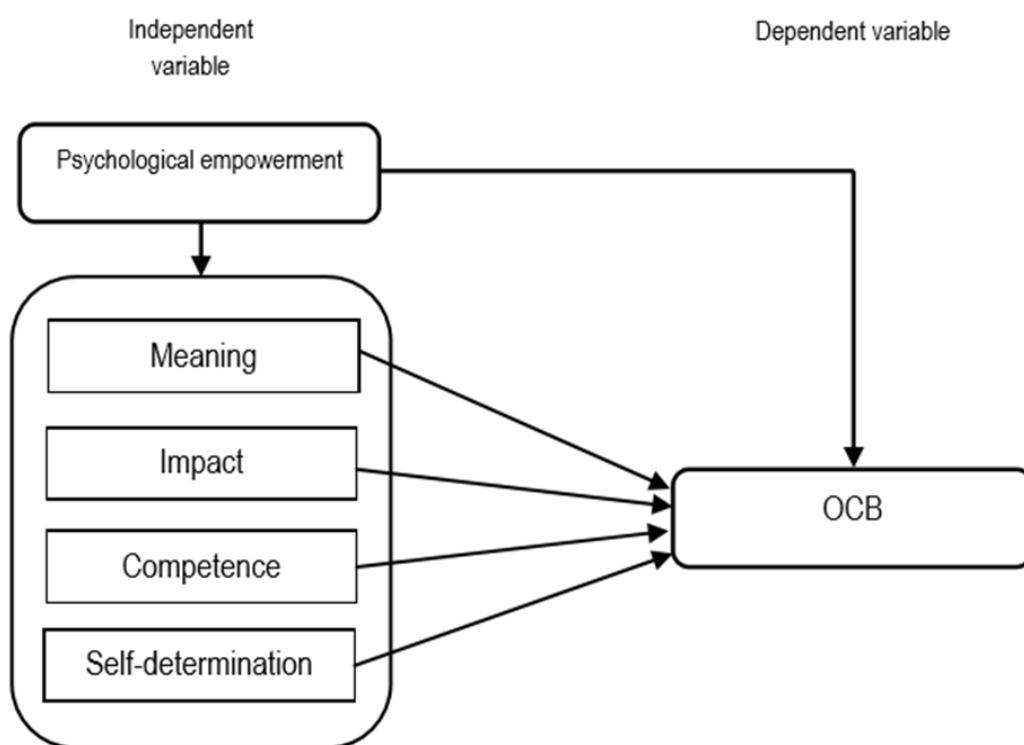 Independent
variable
Dependent variable
Psychological empowerment
Meaning
Impact
Competence
Self-determination
OCB